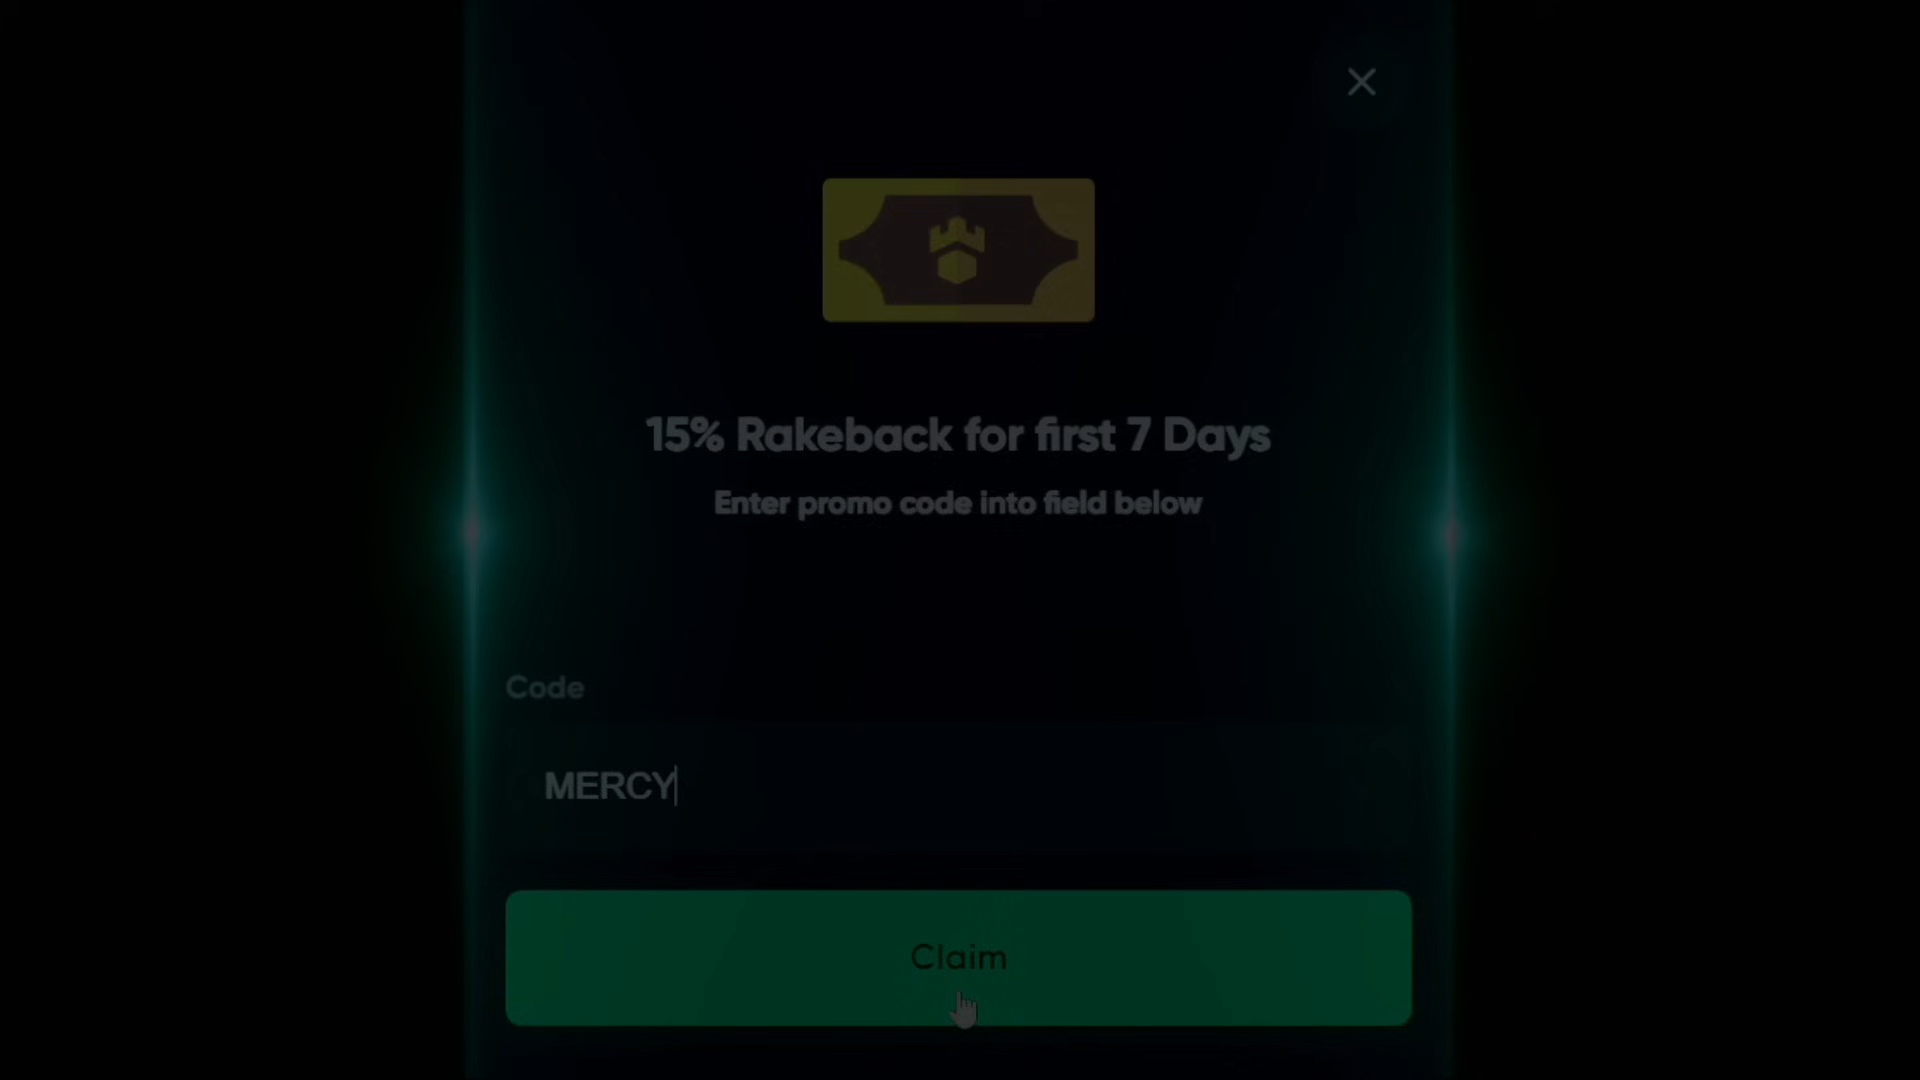 15% Rakeback for first 7 Days
Enter promo code into field below
Code
MERCY
Claim